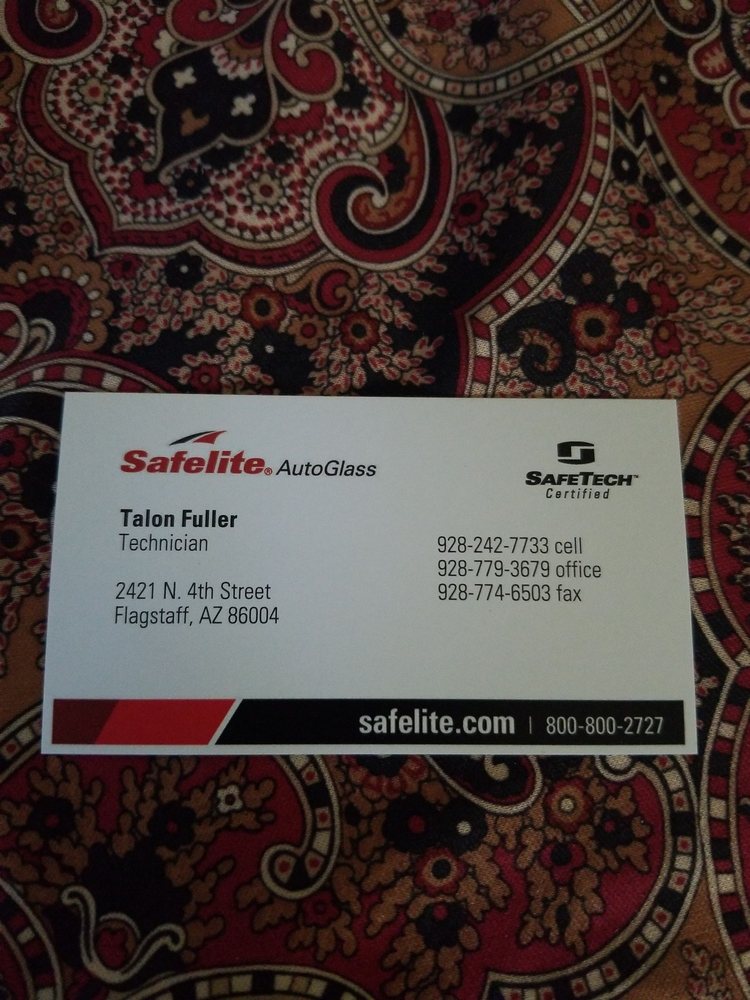 Safelite® AutoGlass
SAFETECH™
Certified
Talon Fuller
Technician
2421 N. 4th Street
Flagstaff, AZ 86004
928-242-7733 cell
928-779-3679 office
928-774-6503 fax
safelite.com | 800-800-2727